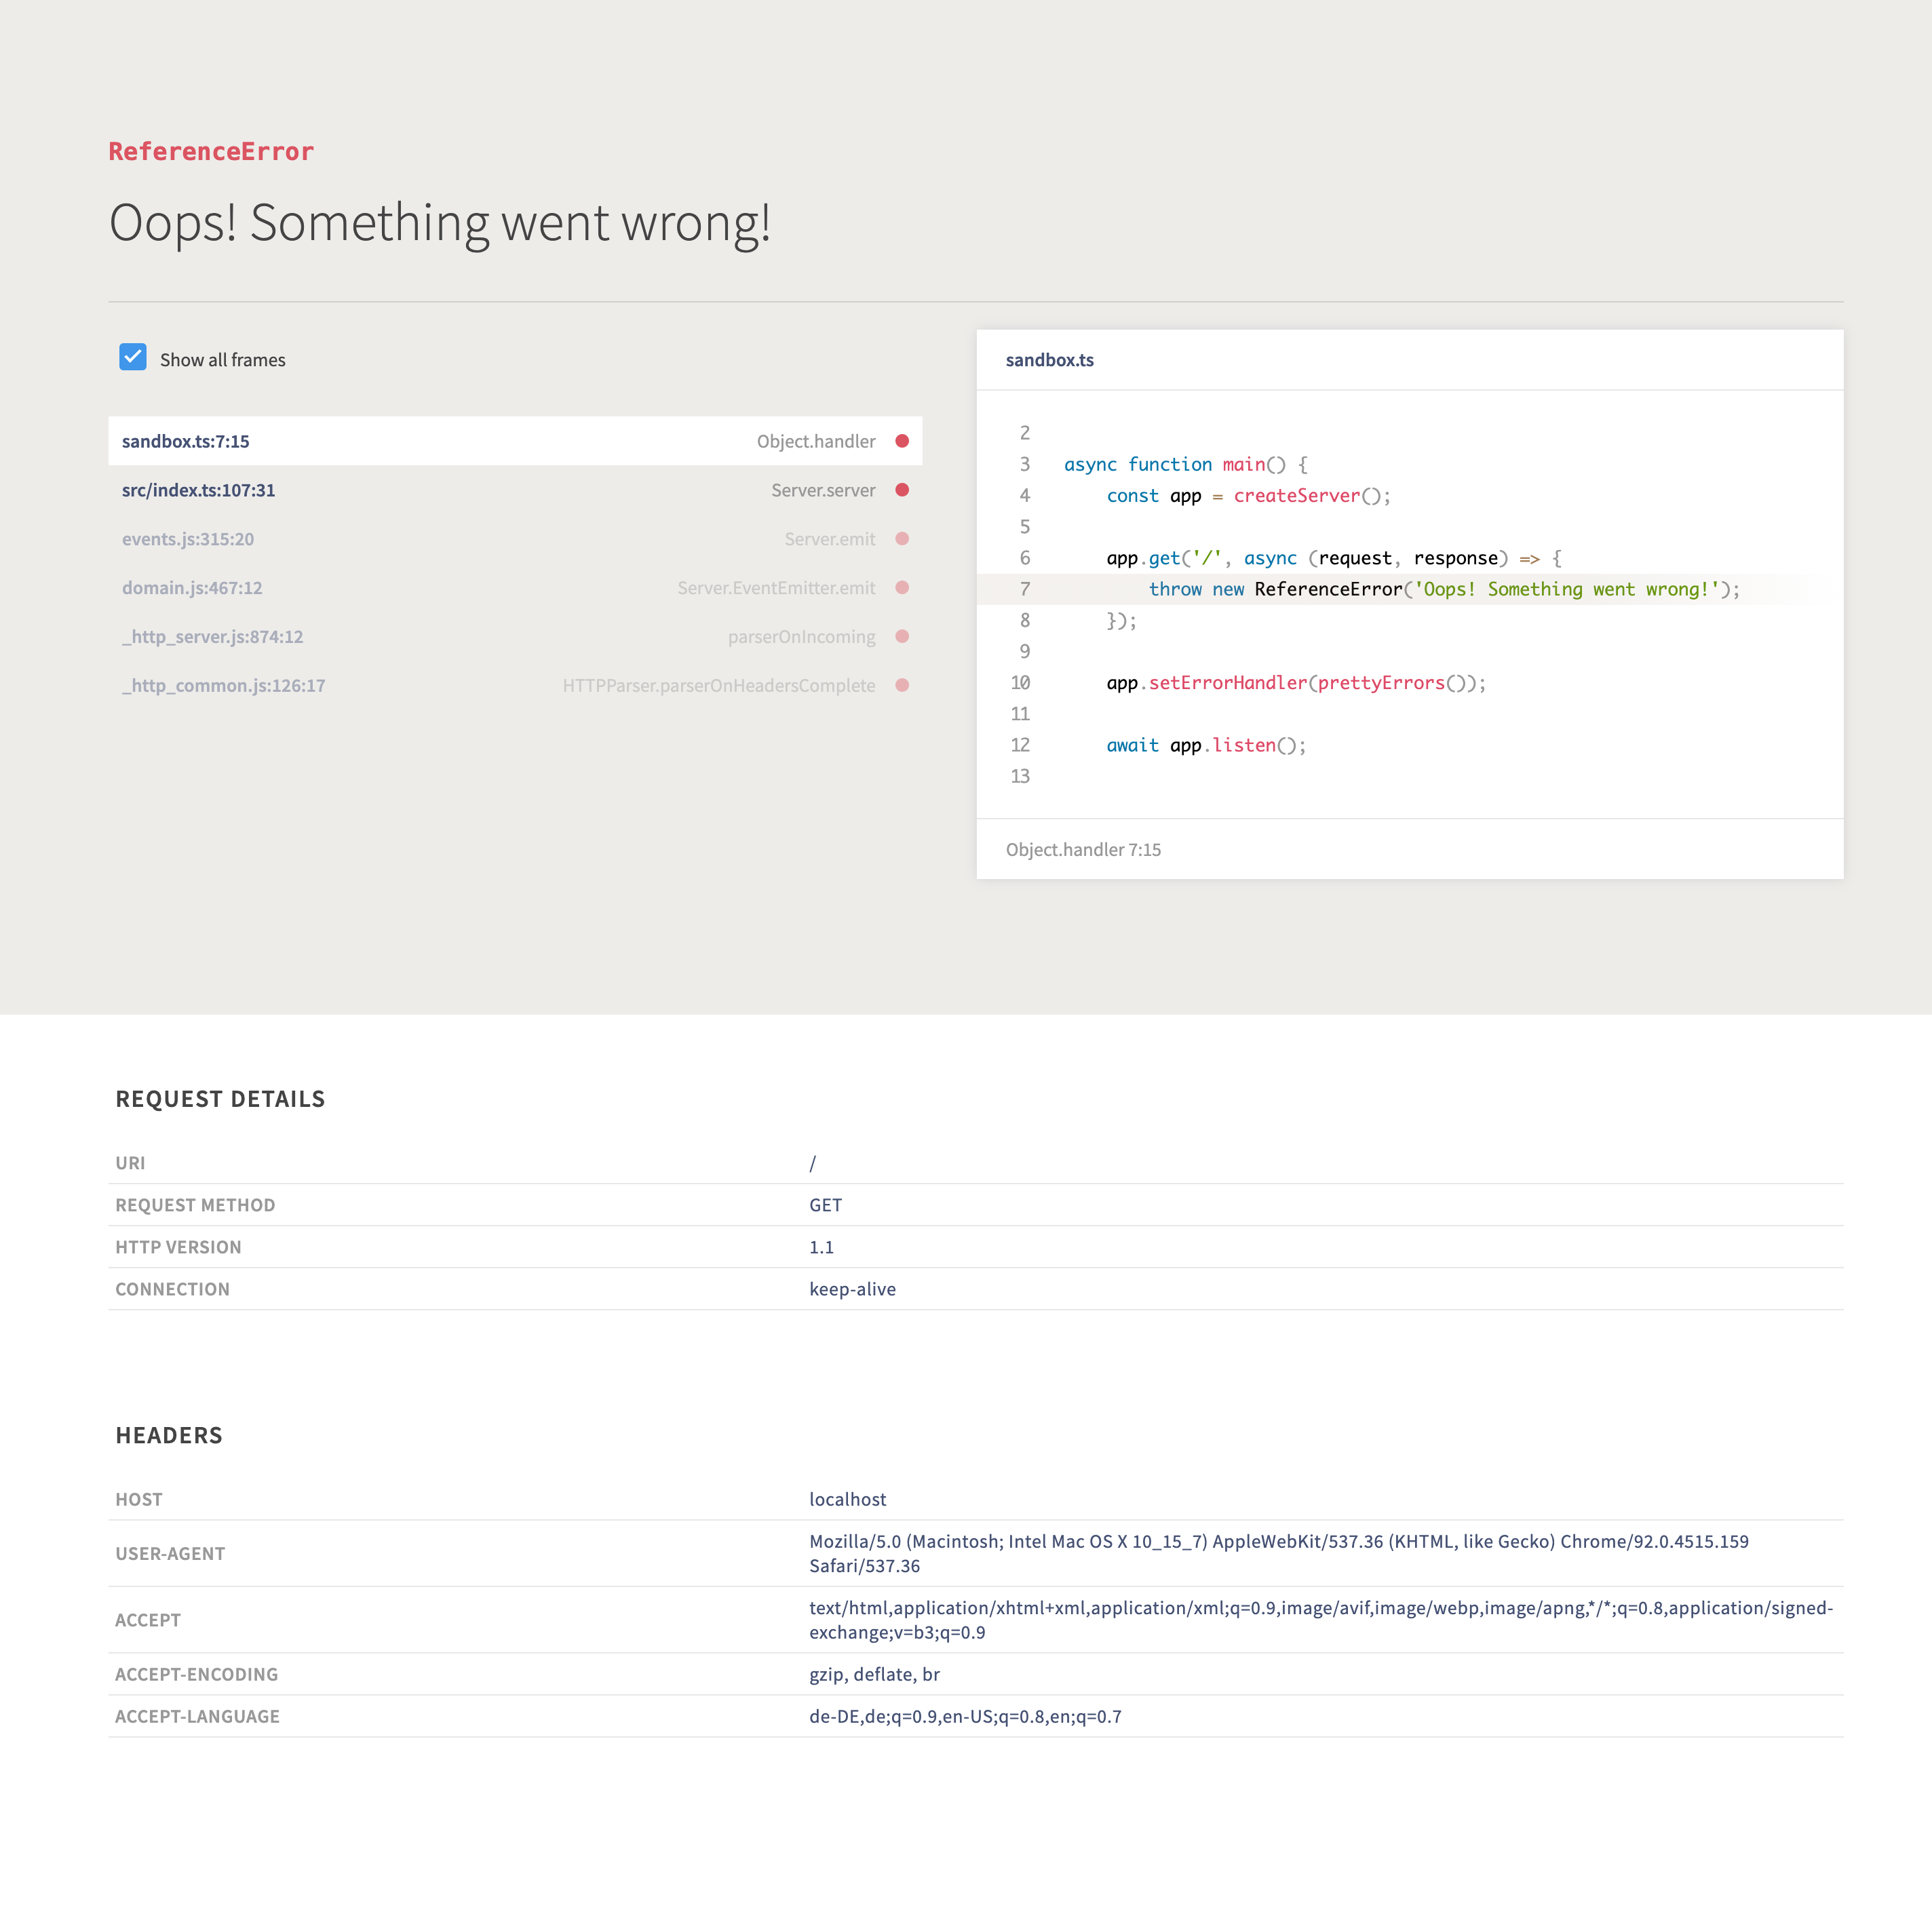 ReferenceError
Oops! Something went wrong!
Show all frames
sandbox.ts:7:15 Object.handler
src/index.ts:107:31 Server.server
events.js:315:20 Server.emit
domain.js:467:12 Server.EventEmitter.emit
_http_server.js:874:12 parserOnIncoming
_http_common.js:126:17 HTTPParser.parserOnHeadersComplete
sandbox.ts
2
3 async function main() {
4     const app = createServer();
5
6     app.get('/', async (request, response) => {
7         throw new ReferenceError('Oops! Something went wrong!');
8     });
9
10     app.setErrorHandler(prettyErrors());
11
12     await app.listen();
13
Object.handler 7:15
REQUEST DETAILS
URI /
REQUEST METHOD GET
HTTP VERSION 1.1
CONNECTION keep-alive
HEADERS
HOST localhost
USER-AGENT Mozilla/5.0 (Macintosh; Intel Mac OS X 10_15_7) AppleWebKit/537.36 (KHTML, like Gecko) Chrome/92.0.4515.159
Safari/537.36
ACCEPT text/html,application/xhtml+xml,application/xml;q=0.9,image/avif,image/webp,image/apng,*/*;q=0.8,application/signed-
exchange;v=b3;q=0.9
ACCEPT-ENCODING gzip, deflate, br
ACCEPT-LANGUAGE de-DE,de;q=0.9,en-US;q=0.8,en;q=0.7